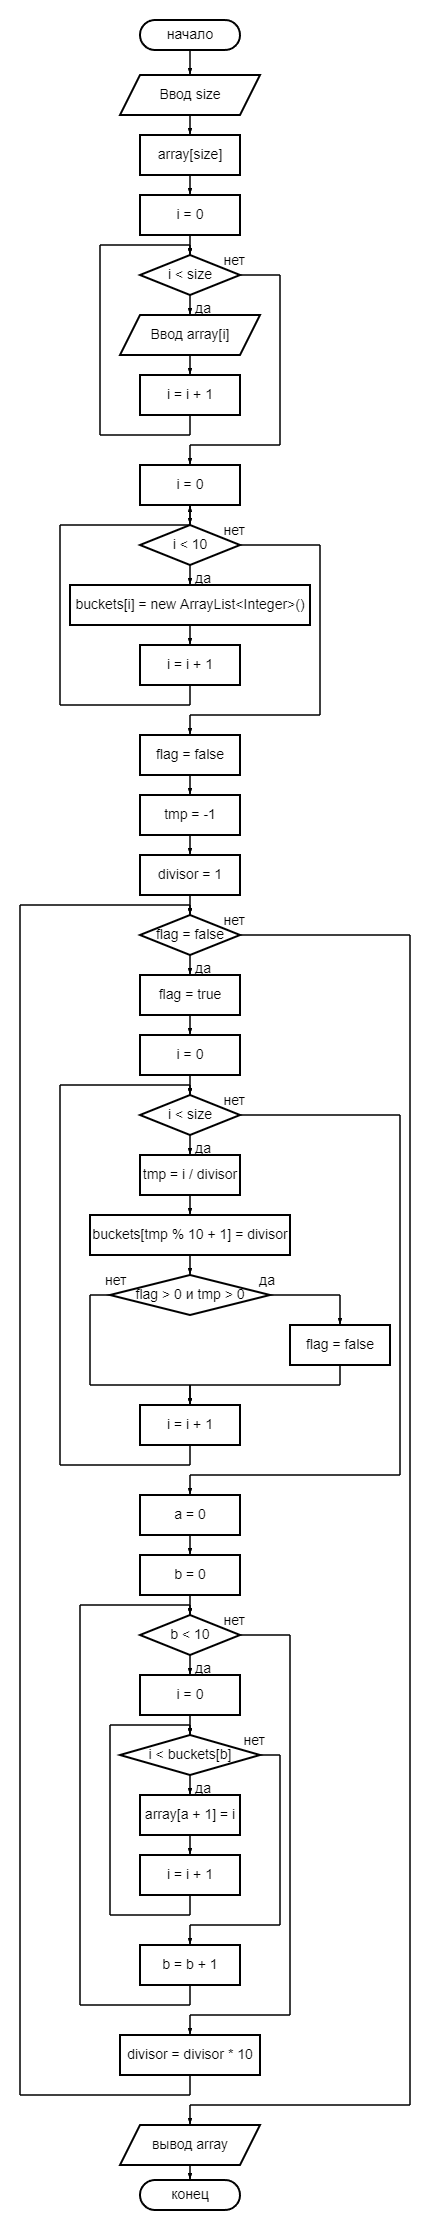 начало
Ввод size
array[size]
i = 0
i < size
нет
да
Ввод array[i]
i = i + 1
i = 0
i < 10
нет
да
buckets[i] = new ArrayList<Integer>()
i = i + 1
flag = false
tmp = -1
divisor = 1
flag = false
нет
да
flag = true
i = 0
i < size
нет
да
tmp = i / divisor
buckets[tmp % 10 + 1] = divisor
нет
flag > 0 и tmp > 0
да
flag = false
i = i + 1
a = 0
b = 0
b < 10
нет
да
i = 0
i < buckets[b]
нет
да
array[a + 1] = i
i = i + 1
b = b + 1
divisor = divisor * 10
вывод array
конец